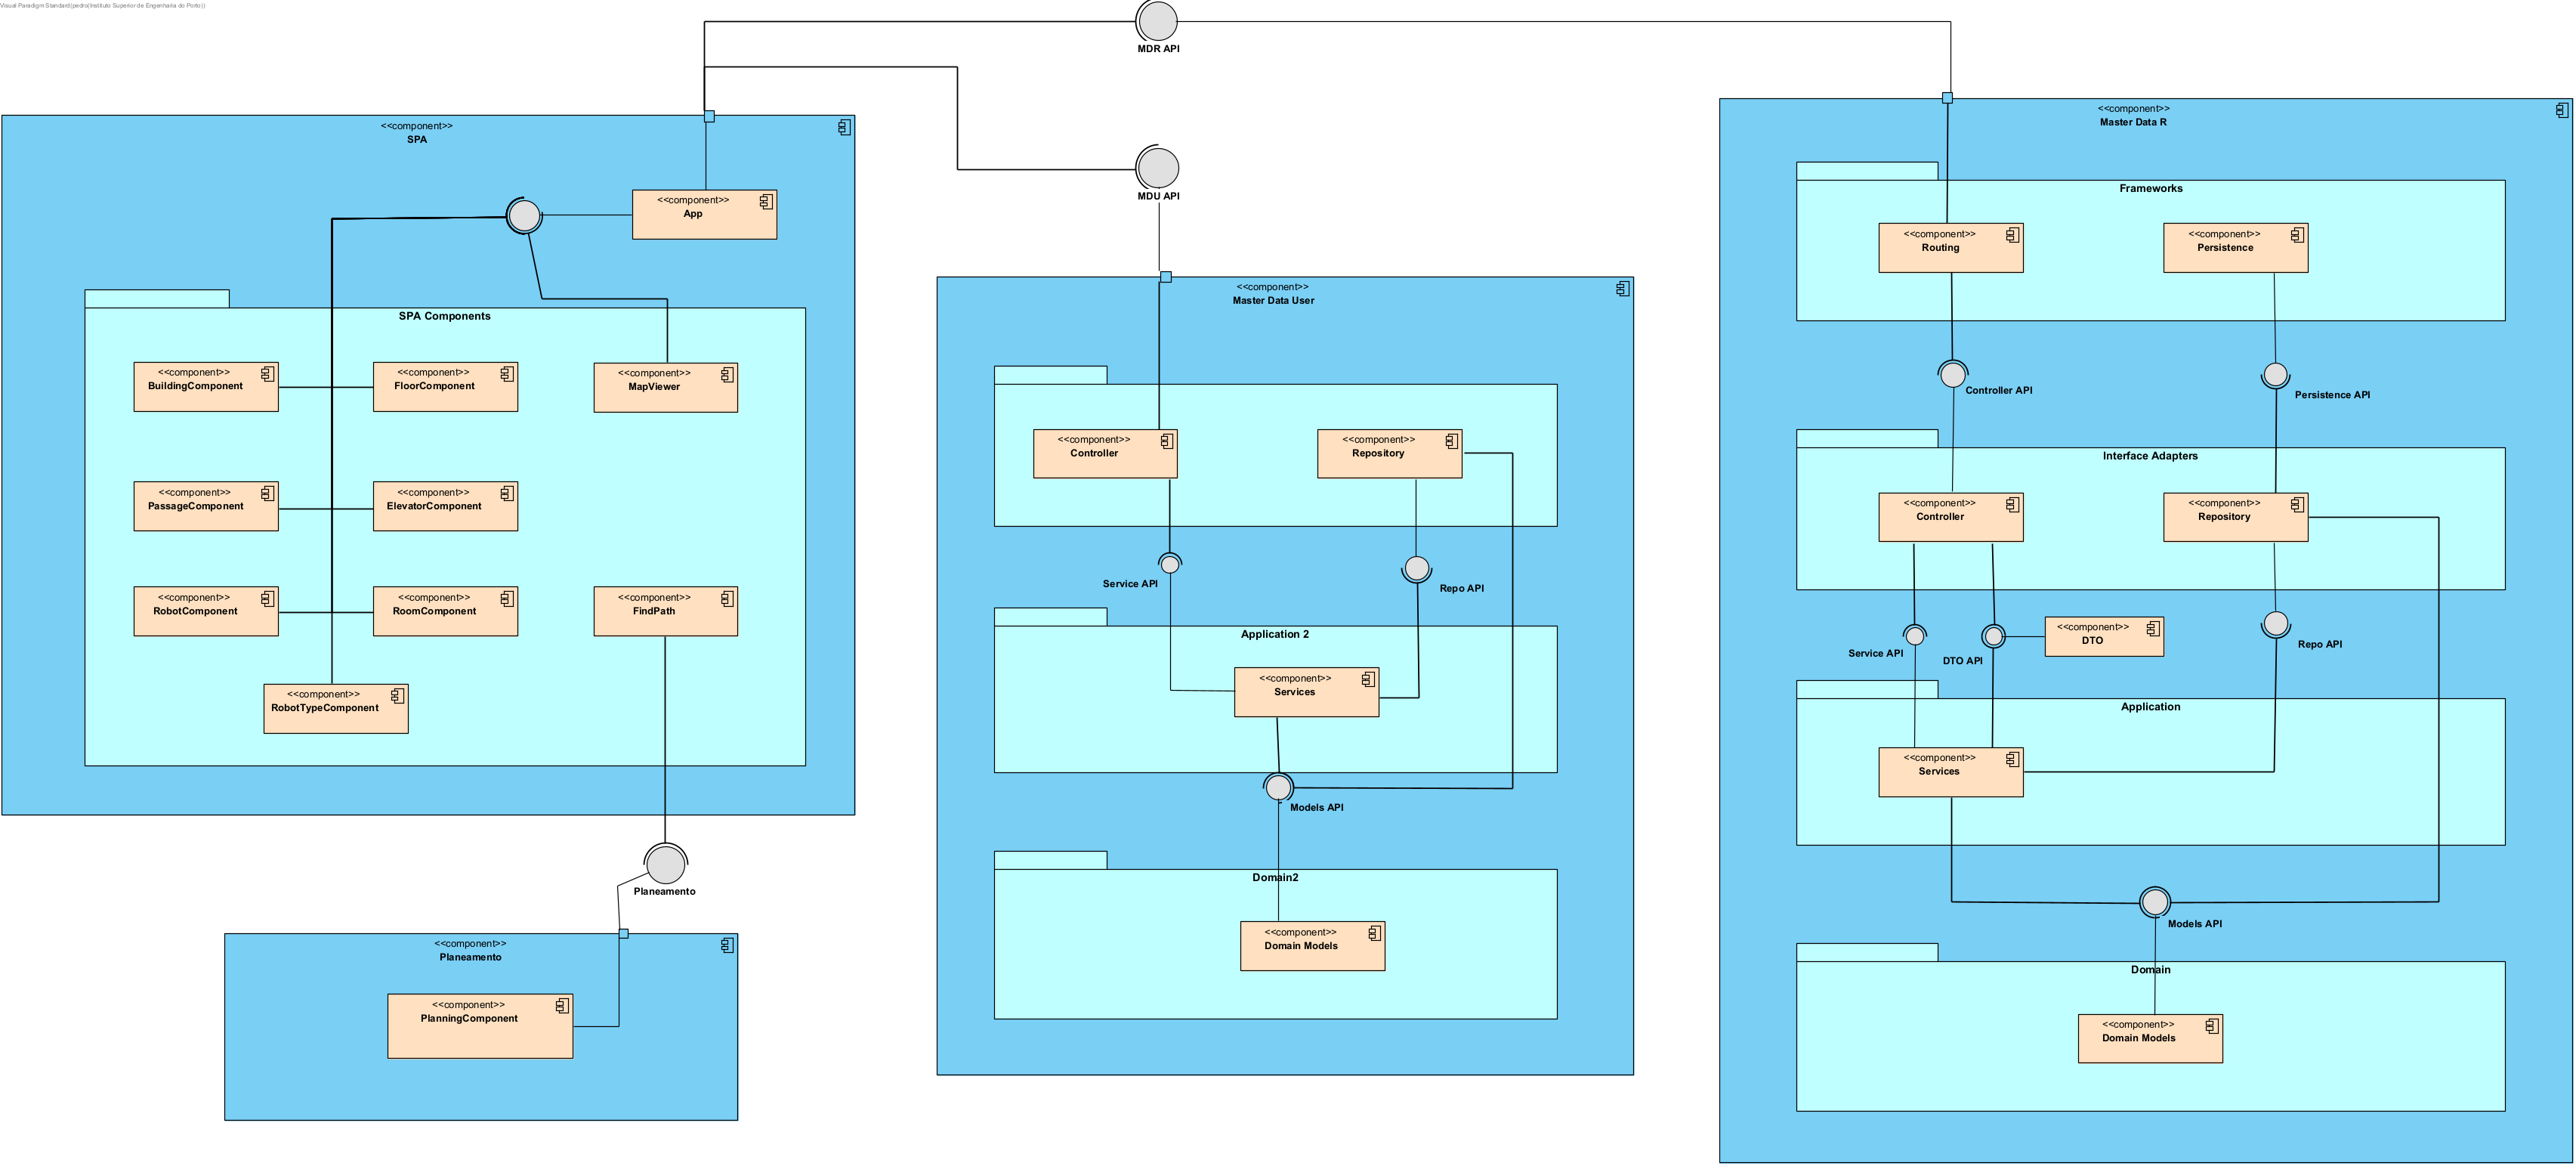 Visual Paradigm Standard(pedro(Instituto Superior de Engenharia do Porto))
MDR API
MDU API
<<component>>
SPA
<<component>>
App
SPA Components
<<component>>
BuildingComponent
<<component>>
FloorComponent
<<component>>
MapViewer
<<component>>
PassageComponent
<<component>>
ElevatorComponent
<<component>>
RobotComponent
<<component>>
RoomComponent
<<component>>
FindPath
<<component>>
RobotTypeComponent
Planeamento
<<component>>
Planeamento
<<component>>
PlanningComponent
<<component>>
Master Data User
<<component>>
Controller
<<component>>
Repository
Service API
Repo API
Application 2
<<component>>
Services
Models API
Domain2
<<component>>
Domain Models
<<component>>
Master Data R
Frameworks
<<component>>
Routing
<<component>>
Persistence
Controller API
Persistence API
Interface Adapters
<<component>>
Controller
<<component>>
Repository
Service API
DTO API
<<component>>
DTO
Repo API
Application
<<component>>
Services
Models API
Domain
<<component>>
Domain Models